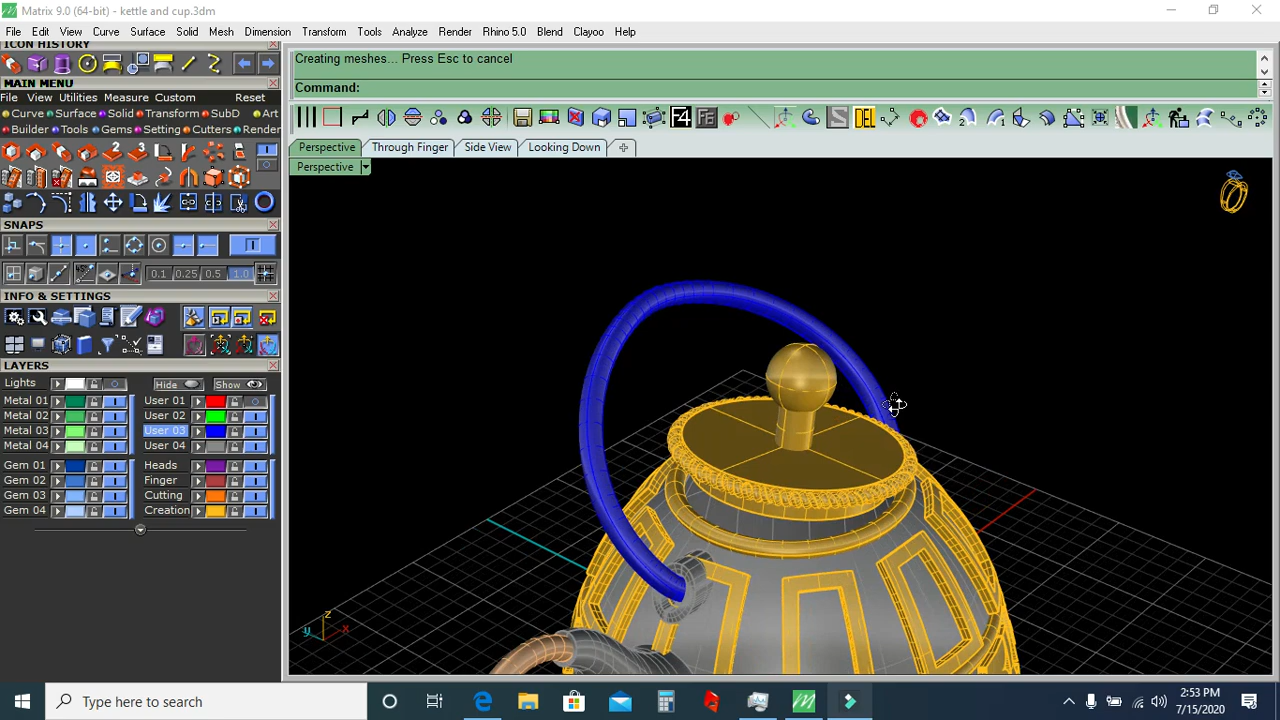 Matrix 9.0 (64-bit) - kettle and cup.3dm
File Edit View Curve Surface Solid Mesh Dimension Transform Tools Analyze Render Rhino 5.0 Blend Clayoo Help
ICON HISTORY
Creating meshes... Press Esc to cancel
Command:
MAIN MENU
File View Utilities Measure Custom Reset
Curve Surface Solid Transform SubD Art
Builder Tools Gems Setting Cutters Render
F4 F6 DEL
Perspective Through Finger Side View Looking Down
Perspective
SNAPS
0.1 0.25 0.5 1.0
INFO & SETTINGS
LAYERS
Lights Hide Show
Metal 01 User 01
Metal 02 User 02
Metal 03 User 03
Metal 04 User 04
Gem 01 Heads
Gem 02 Finger
Gem 03 Cutting
Gem 04 Creation
z
y x
Type here to search
2:53 PM
7/15/2020